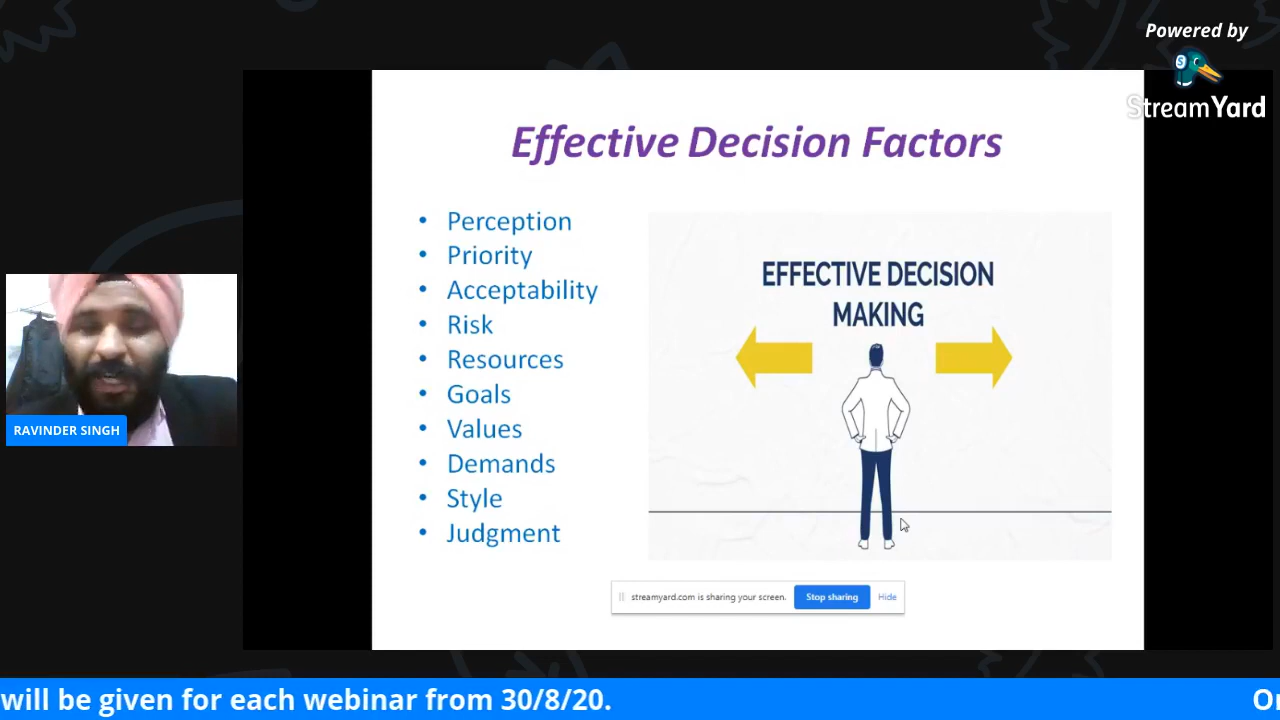 Powered by
StreamYard
Effective Decision Factors
• Perception
• Priority
• Acceptability
• Risk
• Resources
• Goals
• Values
• Demands
• Style
• Judgment
EFFECTIVE DECISION
MAKING
RAVINDER SINGH
streamyard.com is sharing your screen.
Stop sharing
Hide
will be given for each webinar from 30/8/20.